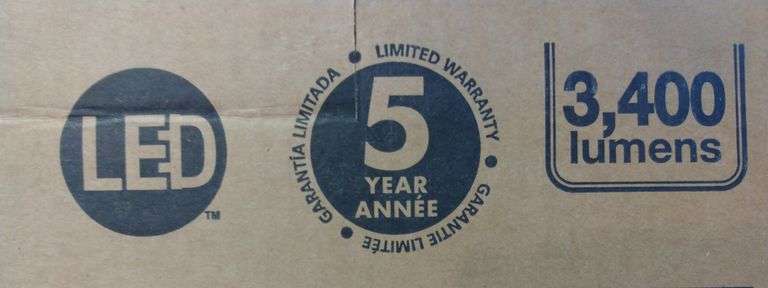 LED
TM
LIMITED WARRANTY • GARANTIE LIMITÉE • GARANTÍA LIMITADA •
5
YEAR
ANNÉE
3,400
lumens